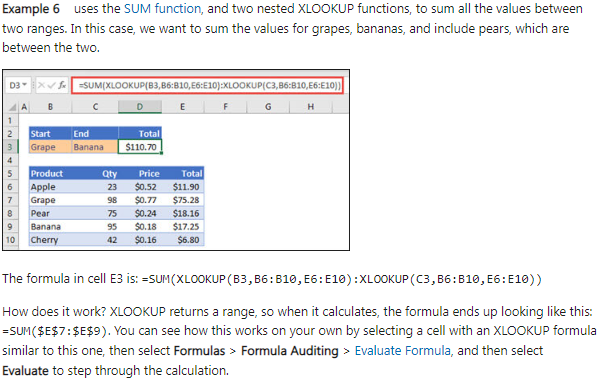 Example 6 uses the SUM function, and two nested XLOOKUP functions, to sum all the values between
two ranges. In this case, we want to sum the values for grapes, bananas, and include pears, which are
between the two.
D3 fx =SUM(XLOOKUP(B3,B6:B10,E6:E10):XLOOKUP(C3,B6:B10,E6:E10))
A B C D E F G H
1
2 Start End Total
3 Grape Banana $110.70
4
5 Product Qty Price Total
6 Apple 23 $0.52 $11.90
7 Grape 98 $0.77 $75.28
8 Pear 75 $0.24 $18.16
9 Banana 95 $0.18 $17.25
10 Cherry 42 $0.16 $6.80
The formula in cell E3 is: =SUM(XLOOKUP(B3,B6:B10,E6:E10):XLOOKUP(C3,B6:B10,E6:E10))
How does it work? XLOOKUP returns a range, so when it calculates, the formula ends up looking like this:
=SUM($E$7:$E$9). You can see how this works on your own by selecting a cell with an XLOOKUP formula
similar to this one, then select Formulas > Formula Auditing > Evaluate Formula, and then select
Evaluate to step through the calculation.